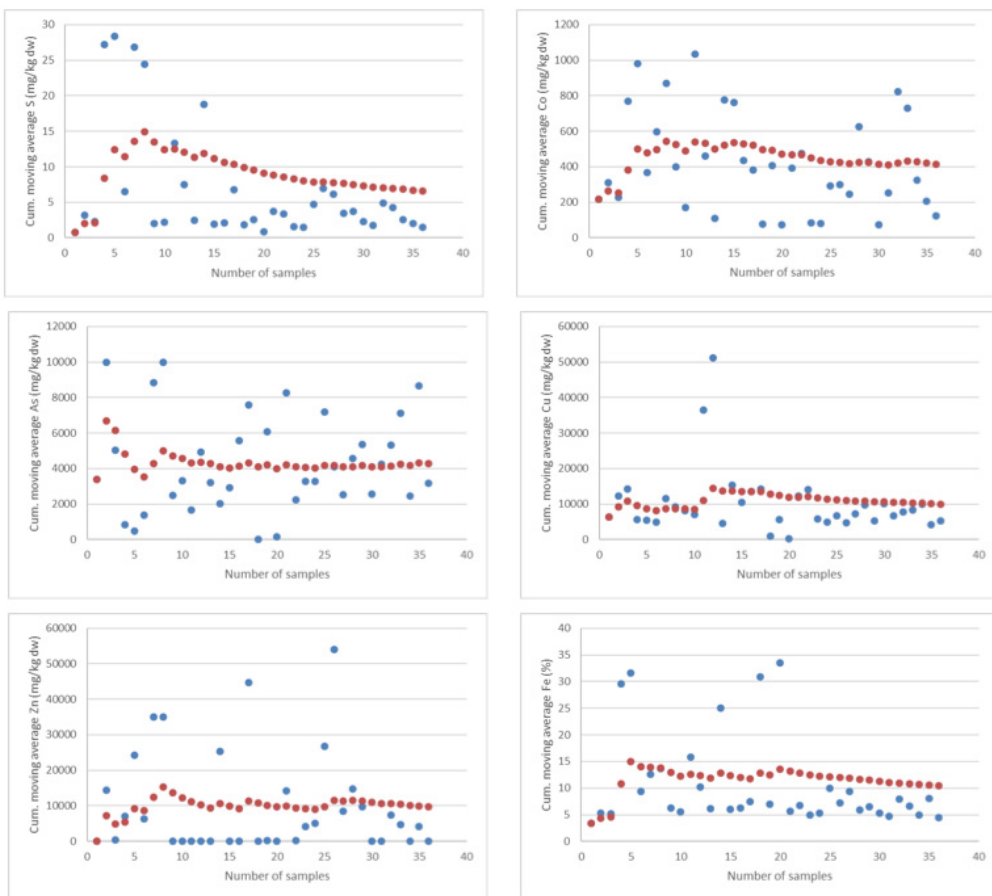 Cum. moving average S (mg/kg dw)
30
25
20
15
10
5
0
0 5 10 15 20 25 30 35 40
Number of samples
Cum. moving average Co (mg/kg dw)
1200
1000
800
600
400
200
0
0 5 10 15 20 25 30 35 40
Number of samples
Cum. moving average As (mg/kg dw)
12000
10000
8000
6000
4000
2000
0
0 5 10 15 20 25 30 35 40
Number of samples
Cum. moving average Cu (mg/kg dw)
60000
50000
40000
30000
20000
10000
0
0 5 10 15 20 25 30 35 40
Number of samples
Cum. moving average Zn (mg/kg dw)
60000
50000
40000
30000
20000
10000
0
0 5 10 15 20 25 30 35 40
Number of samples
Cum. moving average Fe (%)
40
35
30
25
20
15
10
5
0
0 5 10 15 20 25 30 35 40
Number of samples